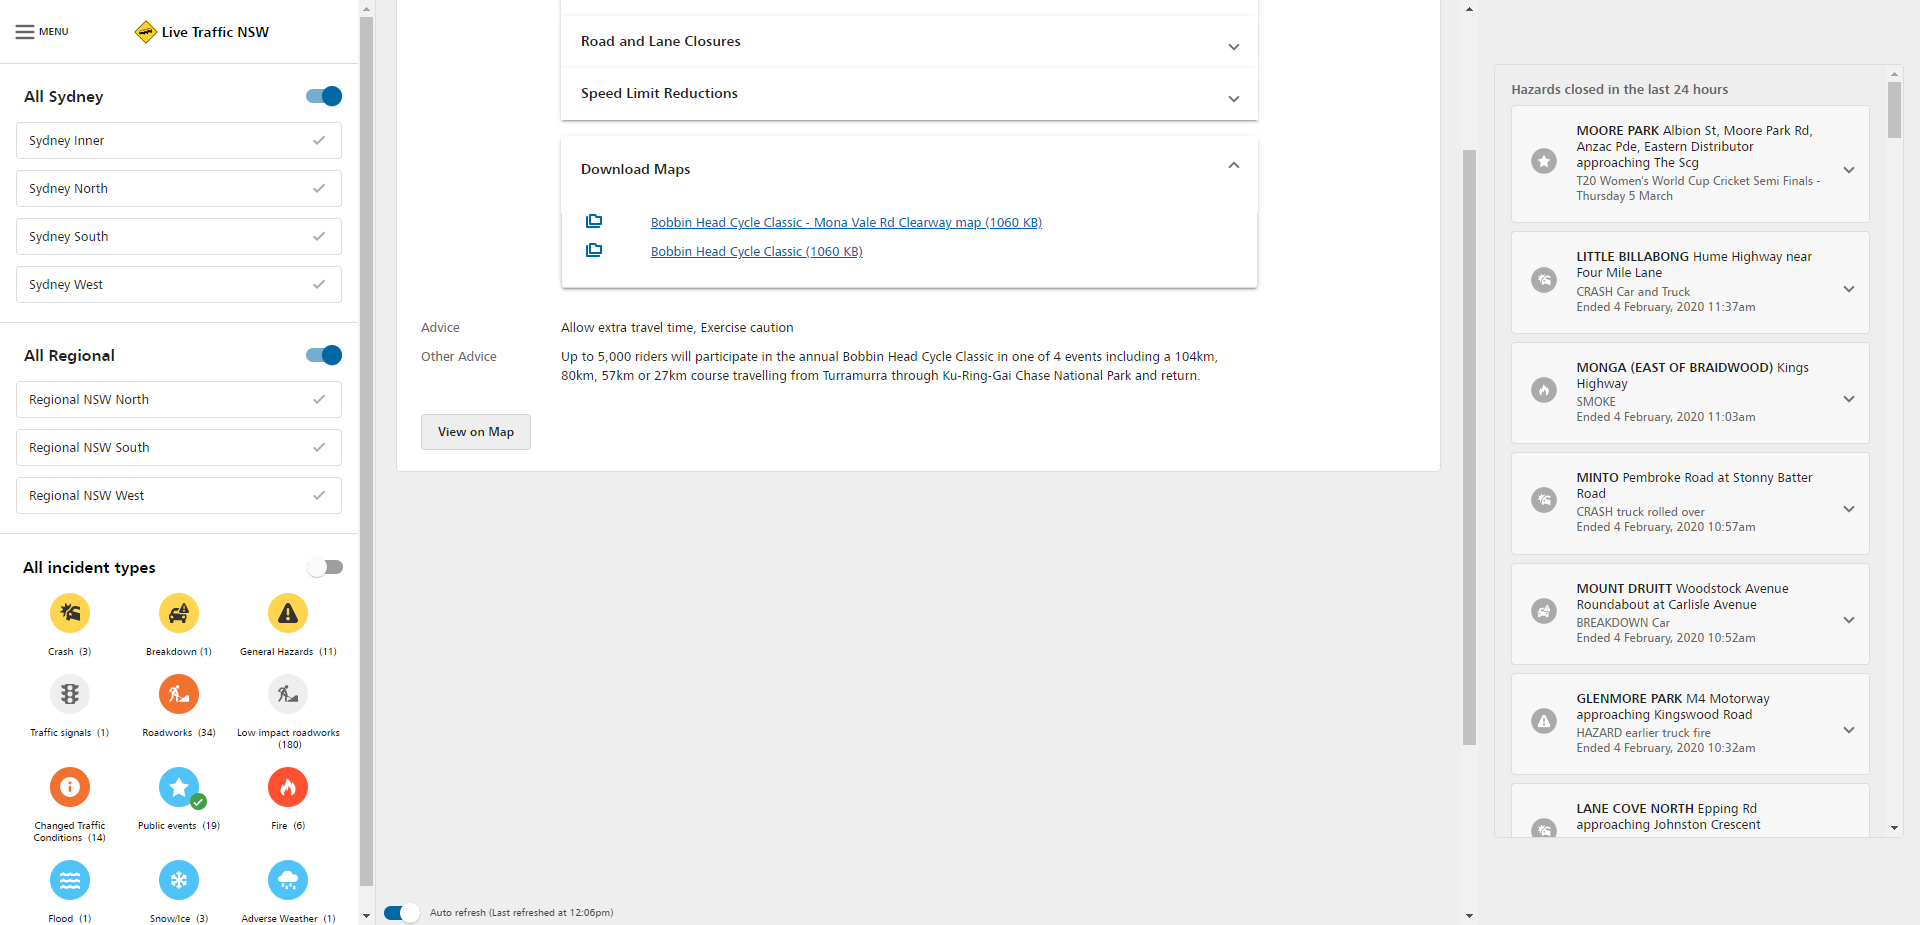 MENU
Live Traffic NSW
All Sydney
Sydney Inner
Sydney North
Sydney South
Sydney West
All Regional
Regional NSW North
Regional NSW South
Regional NSW West
All incident types
Crash (3)
Breakdown (1)
General Hazards (11)
Traffic signals (1)
Roadworks (34)
Low impact roadworks
(180)
Changed Traffic
Conditions (14)
Public events (19)
Fire (6)
Flood (1)
Snow/Ice (3)
Adverse Weather (1)
Road and Lane Closures
Speed Limit Reductions
Download Maps
Bobbin Head Cycle Classic - Mona Vale Rd Clearway map (1060 KB)
Bobbin Head Cycle Classic (1060 KB)
Advice
Allow extra travel time, Exercise caution
Other Advice
Up to 5,000 riders will participate in the annual Bobbin Head Cycle Classic in one of 4 events including a 104km,
80km, 57km or 27km course travelling from Turramurra through Ku-Ring-Gai Chase National Park and return.
View on Map
Auto refresh (Last refreshed at 12:06pm)
Hazards closed in the last 24 hours
MOORE PARK Albion St, Moore Park Rd,
Anzac Pde, Eastern Distributor
approaching The Scg
T20 Women's World Cup Cricket Semi Finals -
Thursday 5 March
LITTLE BILLABONG Hume Highway near
Four Mile Lane
CRASH Car and Truck
Ended 4 February, 2020 11:37am
MONGA (EAST OF BRAIDWOOD) Kings
Highway
SMOKE
Ended 4 February, 2020 11:03am
MINTO Pembroke Road at Stonny Batter
Road
CRASH truck rolled over
Ended 4 February, 2020 10:57am
MOUNT DRUITT Woodstock Avenue
Roundabout at Carlisle Avenue
BREAKDOWN Car
Ended 4 February, 2020 10:52am
GLENMORE PARK M4 Motorway
approaching Kingswood Road
HAZARD earlier truck fire
Ended 4 February, 2020 10:32am
LANE COVE NORTH Epping Rd
approaching Johnston Crescent